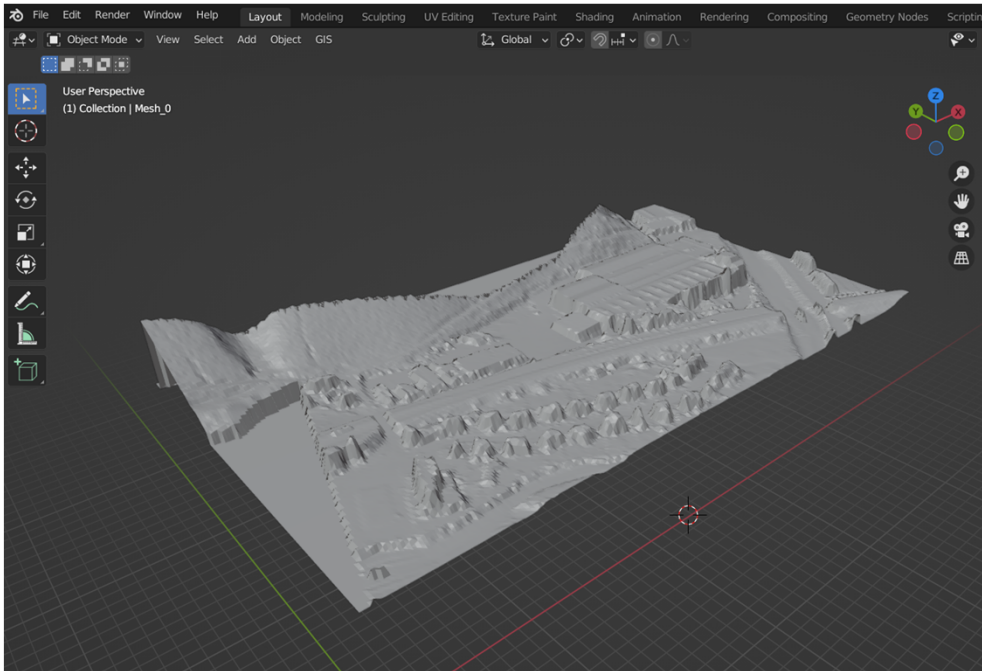 File Edit Render Window Help Layout Modeling Sculpting UV Editing Texture Paint Shading Animation Rendering Compositing Geometry Nodes Scriptin
Object Mode View Select Add Object GIS Global
User Perspective
(1) Collection | Mesh_0
Z
Y X